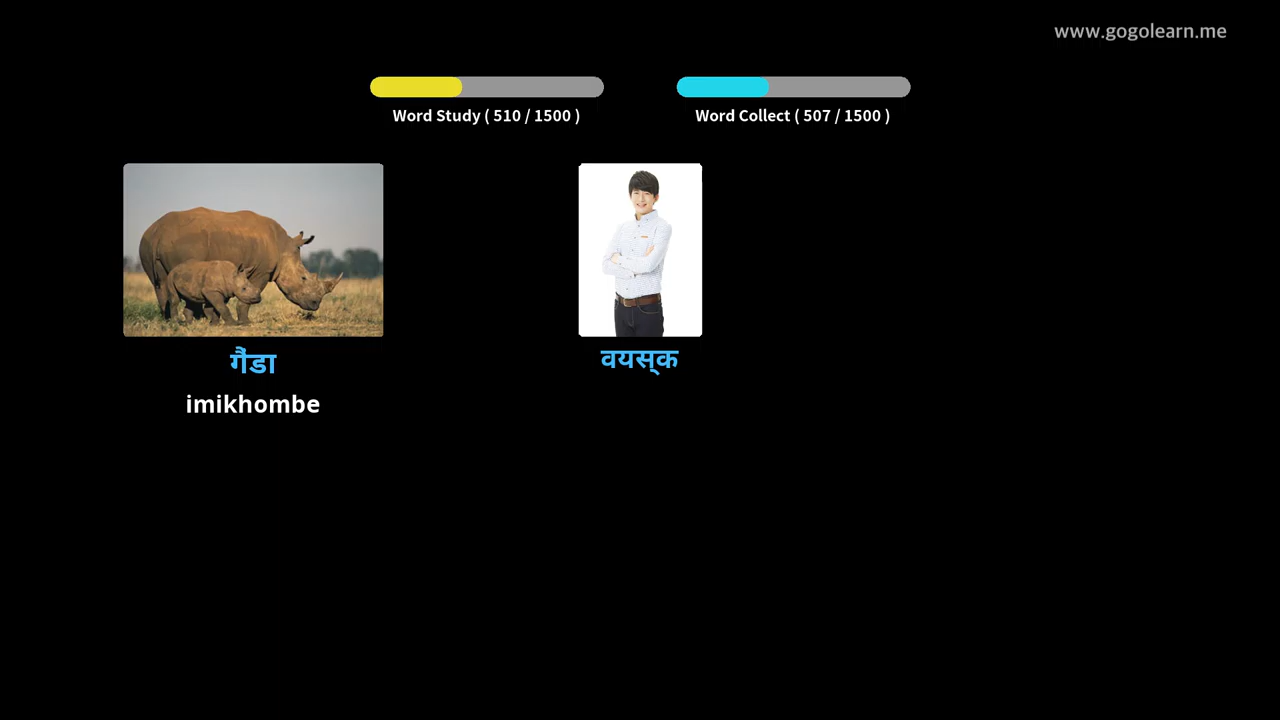 www.gogolearn.me
Word Study ( 510 / 1500 )
Word Collect ( 507 / 1500 )
गैंडा
वयस्क
imikhombe